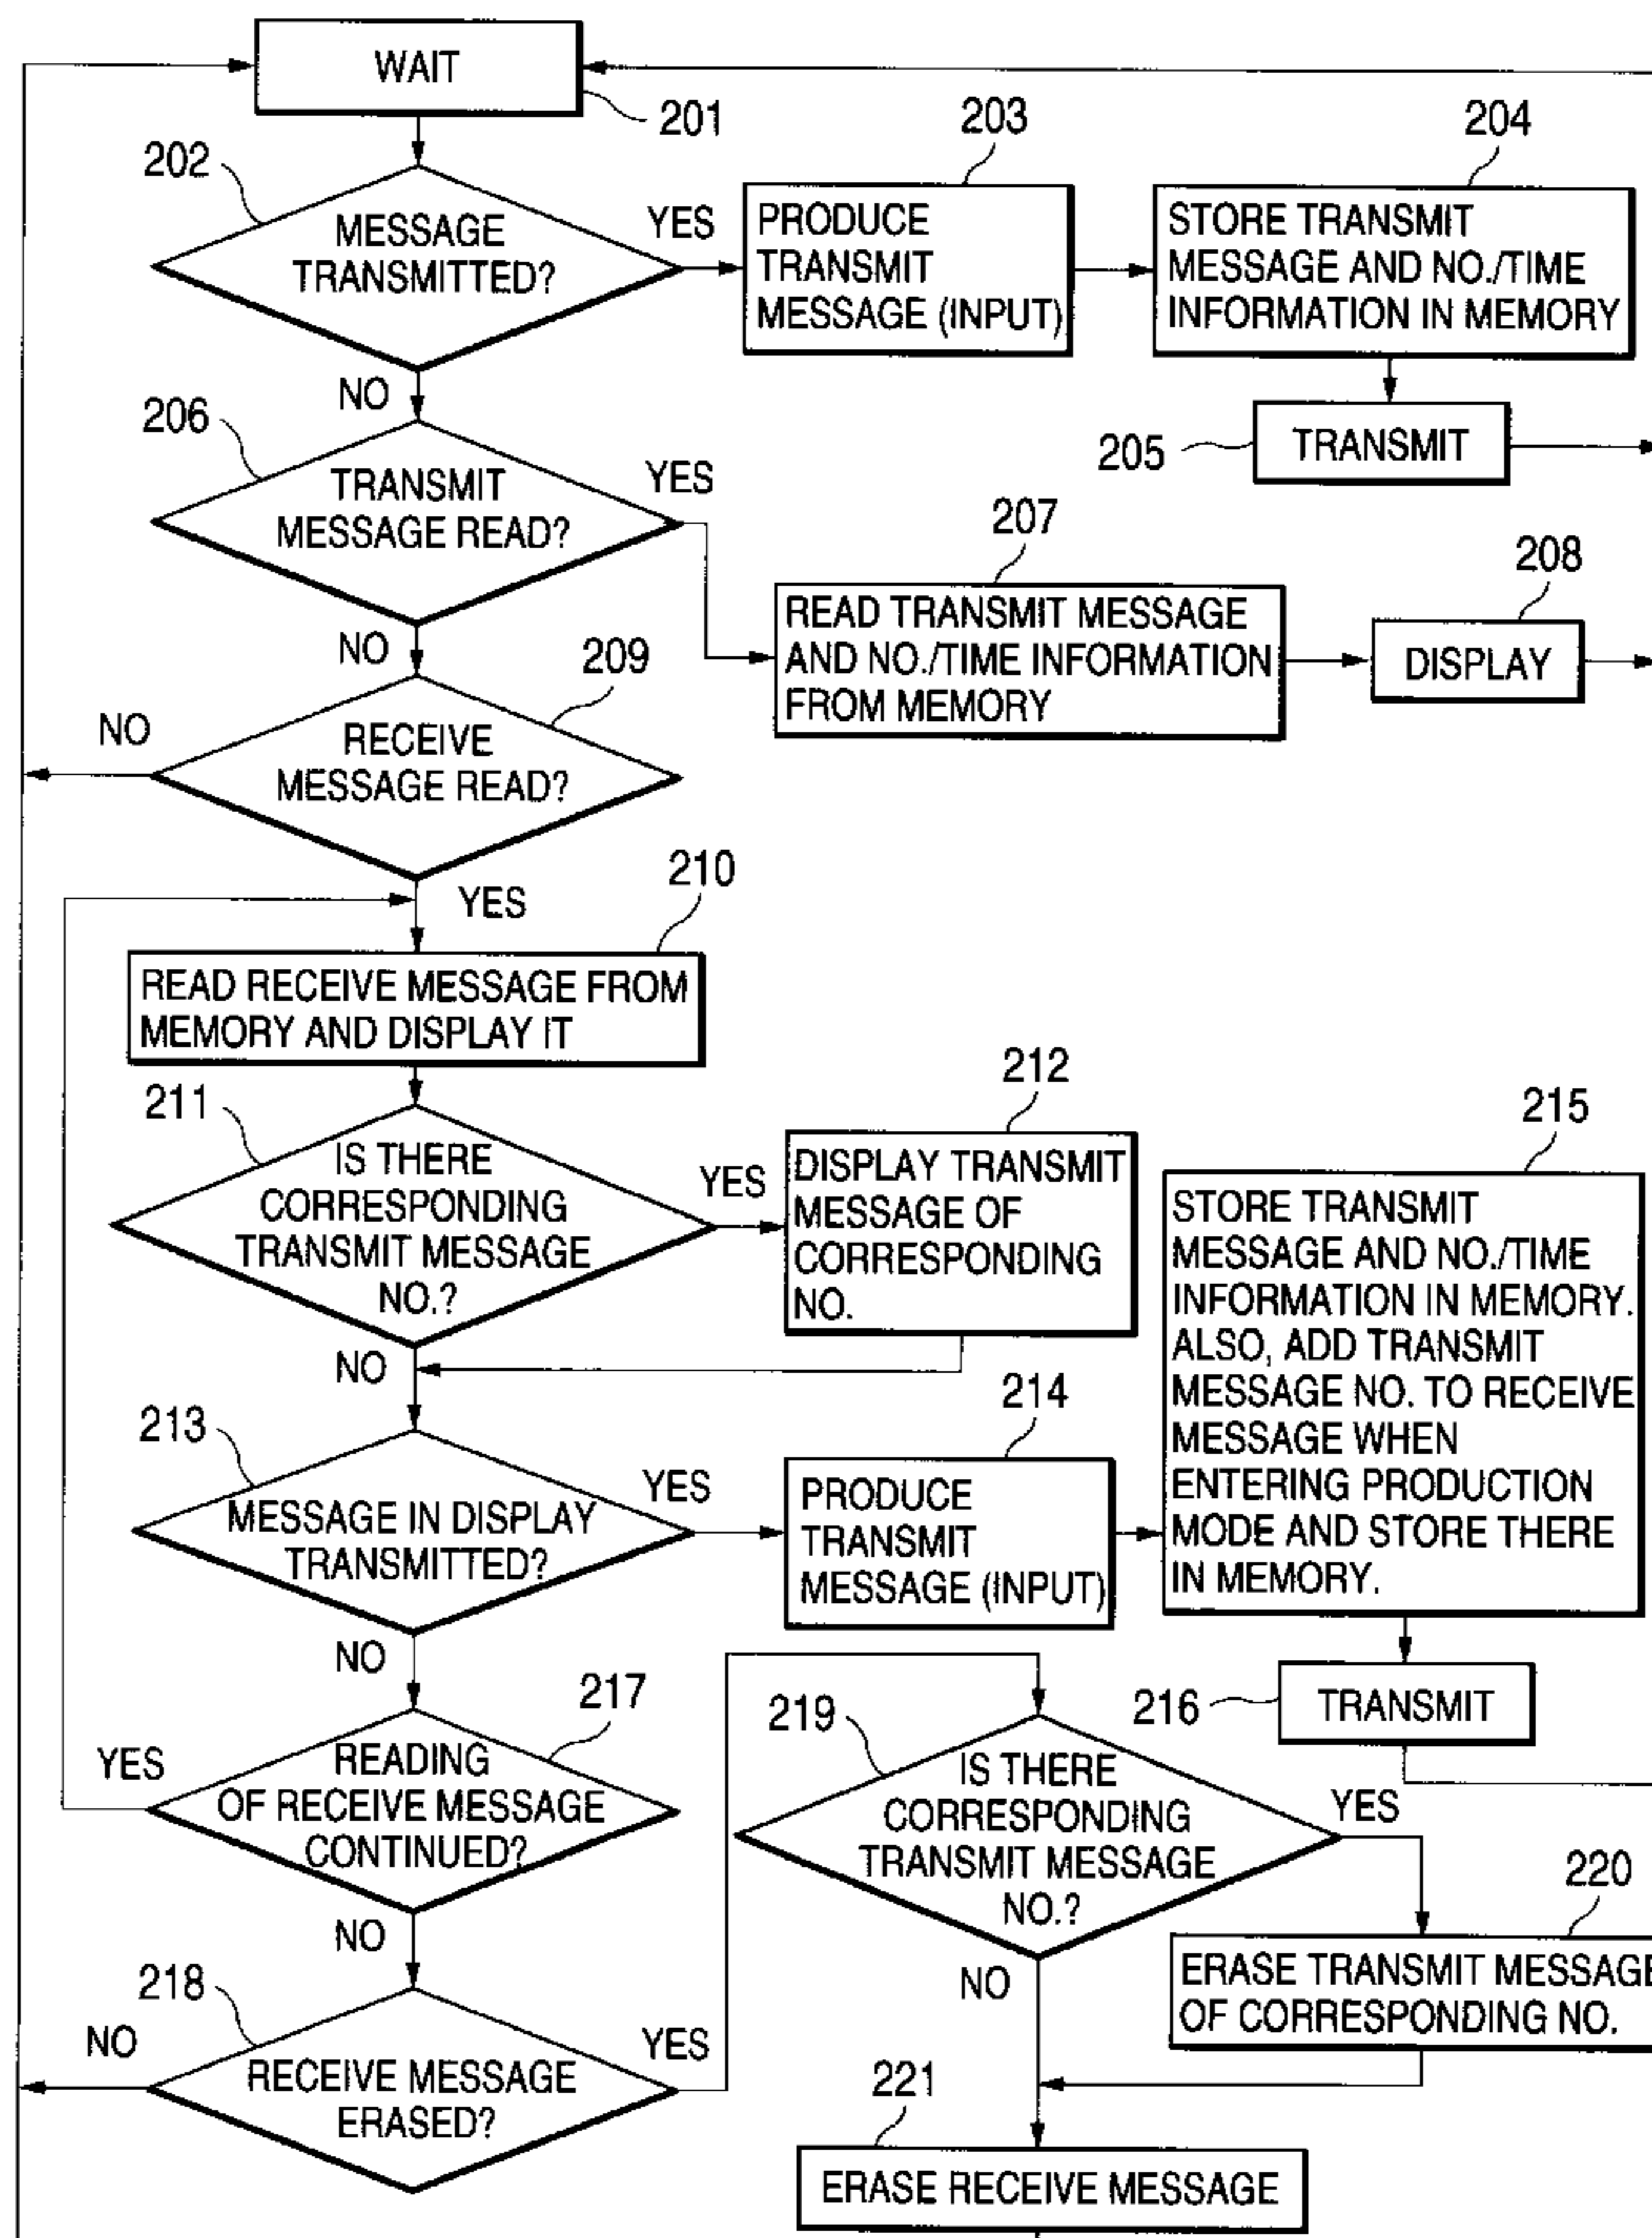 WAIT
201
202
MESSAGE
TRANSMITTED?
YES
203
PRODUCE
TRANSMIT
MESSAGE (INPUT)
204
STORE TRANSMIT
MESSAGE AND NO./TIME
INFORMATION IN MEMORY
NO
205
TRANSMIT
206
TRANSMIT
MESSAGE READ?
YES
207
READ TRANSMIT MESSAGE
AND NO./TIME INFORMATION
FROM MEMORY
208
DISPLAY
NO
209
RECEIVE
MESSAGE READ?
NO
YES
210
READ RECEIVE MESSAGE FROM
MEMORY AND DISPLAY IT
211
IS THERE
CORRESPONDING
TRANSMIT MESSAGE
NO.?
YES
212
DISPLAY TRANSMIT
MESSAGE OF
CORRESPONDING
NO.
NO
213
MESSAGE IN DISPLAY
TRANSMITTED?
YES
214
PRODUCE
TRANSMIT
MESSAGE (INPUT)
215
STORE TRANSMIT
MESSAGE AND NO./TIME
INFORMATION IN MEMORY.
ALSO, ADD TRANSMIT
MESSAGE NO. TO RECEIVE
MESSAGE WHEN
ENTERING PRODUCTION
MODE AND STORE THERE
IN MEMORY.
216
TRANSMIT
NO
217
READING
OF RECEIVE MESSAGE
CONTINUED?
YES
NO
218
RECEIVE MESSAGE
ERASED?
NO
YES
219
IS THERE
CORRESPONDING
TRANSMIT MESSAGE
NO.?
YES
220
ERASE TRANSMIT MESSAGE
OF CORRESPONDING NO.
NO
221
ERASE RECEIVE MESSAGE